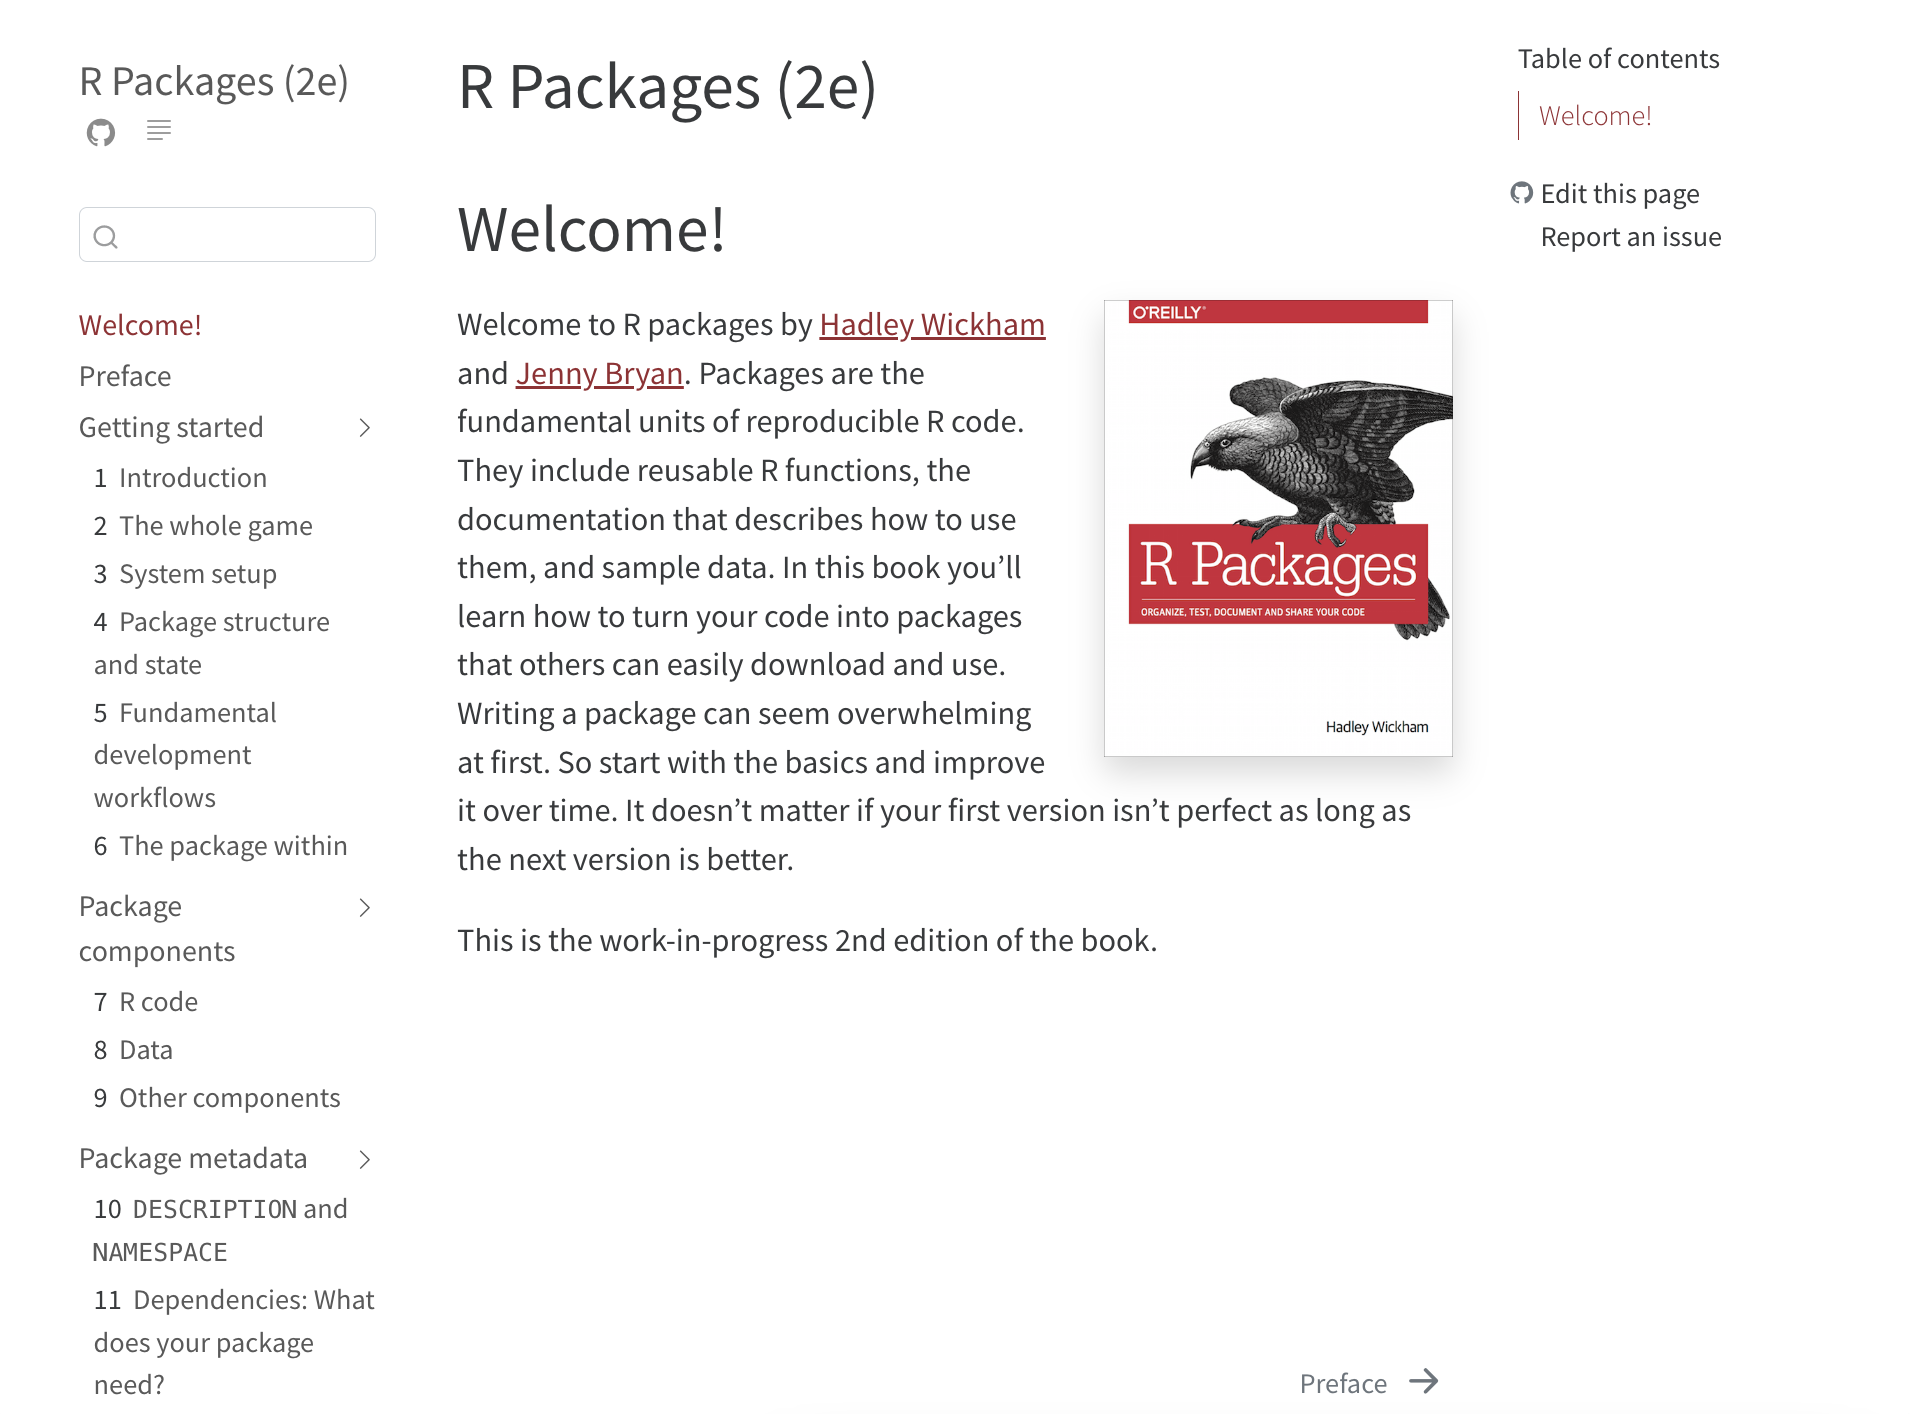 R Packages (2e)
Welcome!
Preface
Getting started
1 Introduction
2 The whole game
3 System setup
4 Package structure
and state
5 Fundamental
development
workflows
6 The package within
Package
components
7 R code
8 Data
9 Other components
Package metadata
10 DESCRIPTION and
NAMESPACE
11 Dependencies: What
does your package
need?
R Packages (2e)
Welcome!
Welcome to R packages by Hadley Wickham
and Jenny Bryan. Packages are the
fundamental units of reproducible R code.
They include reusable R functions, the
documentation that describes how to use
them, and sample data. In this book you’ll
learn how to turn your code into packages
that others can easily download and use.
Writing a package can seem overwhelming
at first. So start with the basics and improve
it over time. It doesn’t matter if your first version isn’t perfect as long as
the next version is better.
This is the work-in-progress 2nd edition of the book.
O'REILLY®
R Packages
ORGANIZE, TEST, DOCUMENT AND SHARE YOUR CODE
Hadley Wickham
Preface
Table of contents
Welcome!
Edit this page
Report an issue